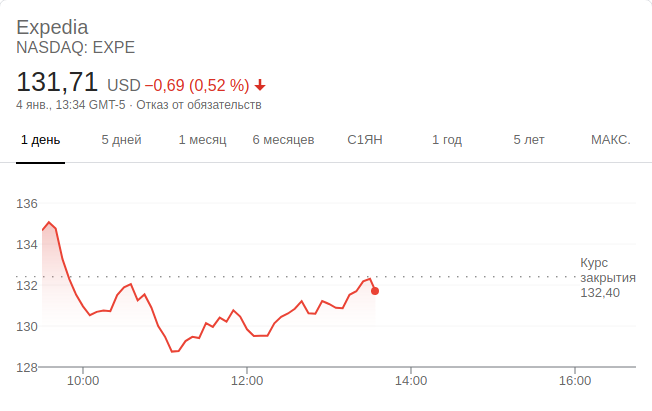 Expedia
NASDAQ: EXPE
131,71 USD −0,69 (0,52 %)
4 янв., 13:34 GMT-5 · Отказ от обязательств
1 день 5 дней 1 месяц 6 месяцев С1ЯН 1 год 5 лет МАКС.
136
134
Курс
закрытия
132,40
132
130
128
10:00 12:00 14:00 16:00